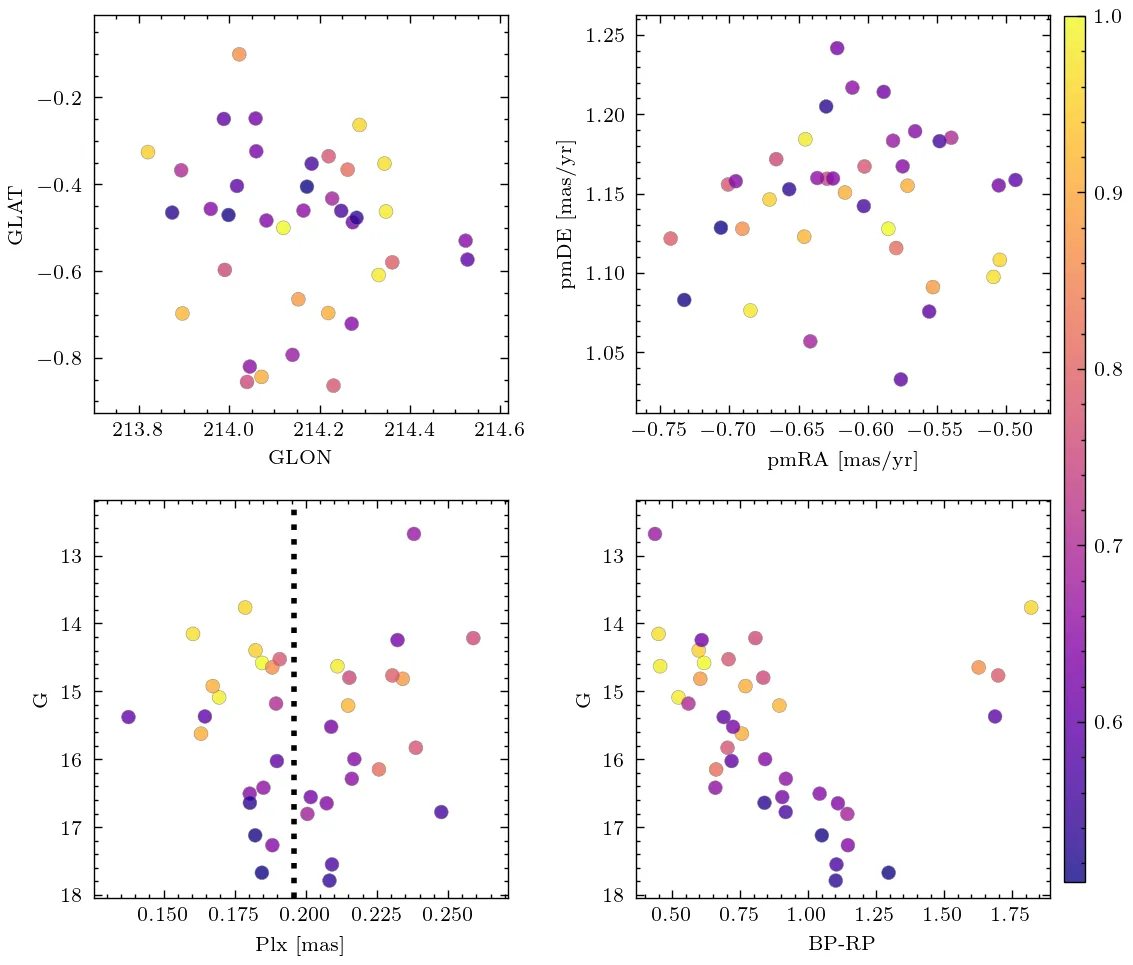 −0.2
−0.4
−0.6
−0.8
GLAT
213.8 214.0 214.2 214.4 214.6
GLON
1.25
1.20
1.15
1.10
1.05
pmDE [mas/yr]
−0.75 −0.70 −0.65 −0.60 −0.55 −0.50
pmRA [mas/yr]
1.0
0.9
0.8
0.7
0.6
13
14
15
16
17
18
G
0.150 0.175 0.200 0.225 0.250
Plx [mas]
13
14
15
16
17
18
G
0.50 0.75 1.00 1.25 1.50 1.75
BP-RP